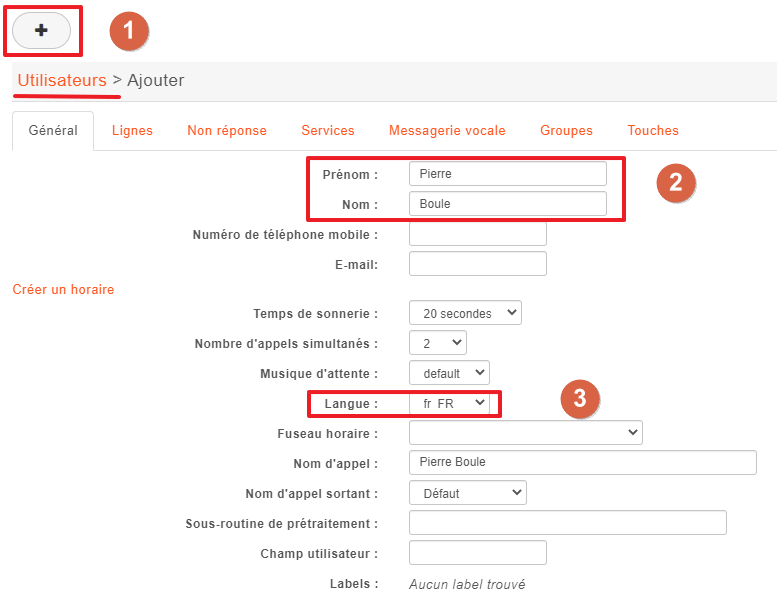 + 1
Utilisateurs > Ajouter
Général Lignes Non réponse Services Messagerie vocale Groupes Touches
Prénom : Pierre
2
Nom : Boule
Numéro de téléphone mobile :
E-mail:
Créer un horaire
Temps de sonnerie : 20 secondes
Nombre d'appels simultanés : 2
Musique d'attente : default
Langue : fr FR 3
Fuseau horaire :
Nom d'appel : Pierre Boule
Nom d'appel sortant : Défaut
Sous-routine de prétraitement :
Champ utilisateur :
Labels : Aucun label trouvé